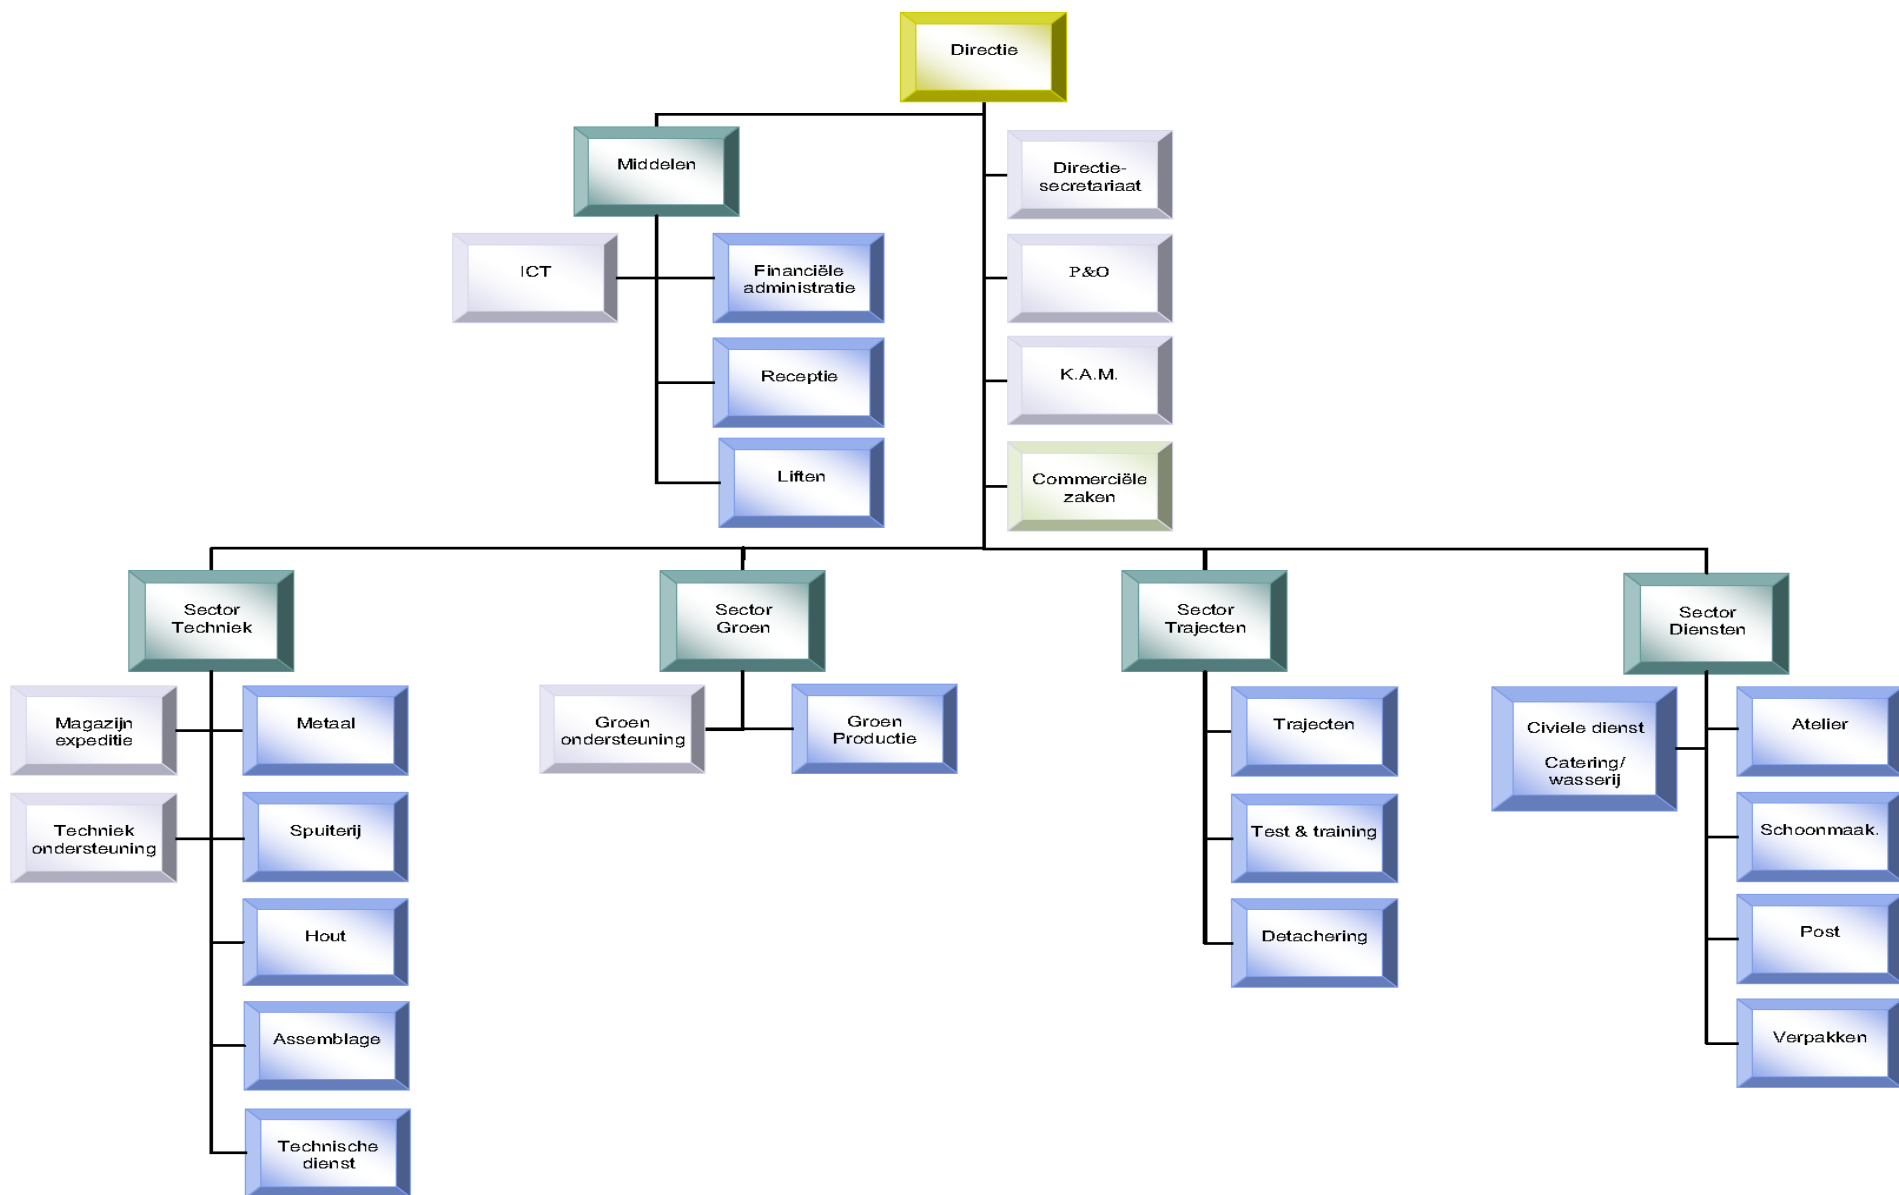 Directie
Middelen
Directie-
secretariaat
ICT
Financiële
administratie
P&O
Receptie
K.A.M.
Liften
Commerciële
zaken
Sector
Techniek
Sector
Groen
Sector
Trajecten
Sector
Diensten
Magazijn
expeditie
Metaal
Groen
ondersteuning
Groen
Productie
Trajecten
Civiele dienst
Catering/
wasserij
Atelier
Techniek
ondersteuning
Spuiterij
Test & training
Schoonmaak.
Hout
Detachering
Post
Assemblage
Verpakken
Technische
dienst